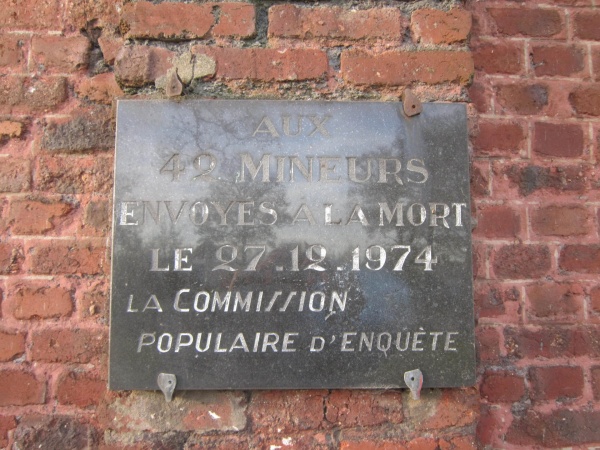 AUX
42 MINEURS
ENVOYÉS A LA MORT
LE 27.12.1974
LA COMMISSION
POPULAIRE D'ENQUÊTE